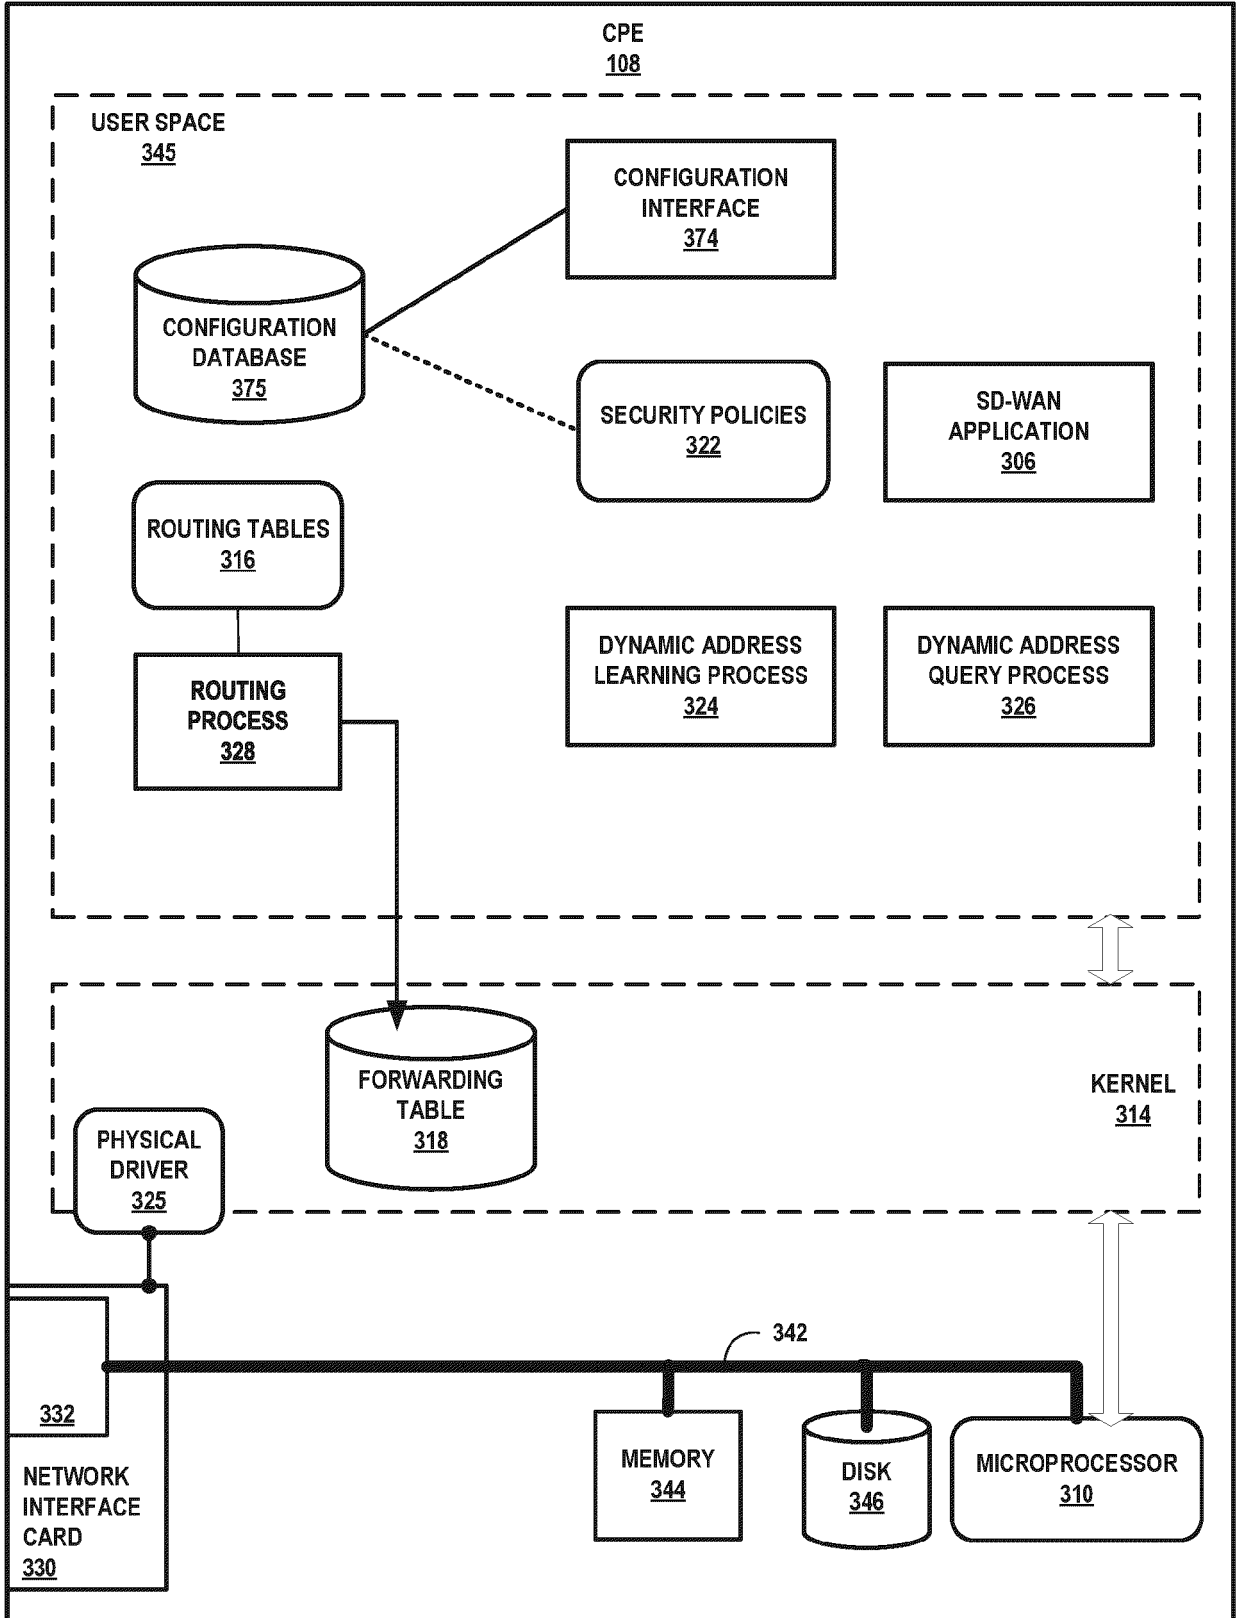 CPE
108
USER SPACE
345
CONFIGURATION
INTERFACE
374
CONFIGURATION
DATABASE
375
SECURITY POLICIES
322
SD-WAN
APPLICATION
306
ROUTING TABLES
316
ROUTING
PROCESS
328
DYNAMIC ADDRESS
LEARNING PROCESS
324
DYNAMIC ADDRESS
QUERY PROCESS
326
FORWARDING
TABLE
318
KERNEL
314
PHYSICAL
DRIVER
325
342
332
NETWORK
INTERFACE
CARD
330
MEMORY
344
DISK
346
MICROPROCESSOR
310